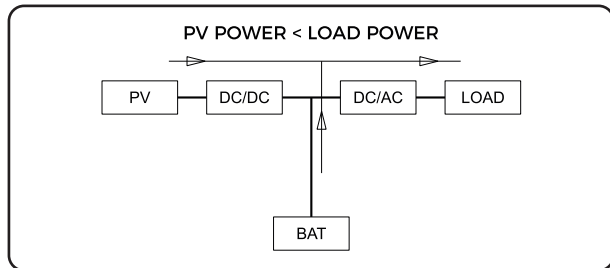 PV POWER < LOAD POWER
PV
DC/DC
DC/AC
LOAD
BAT